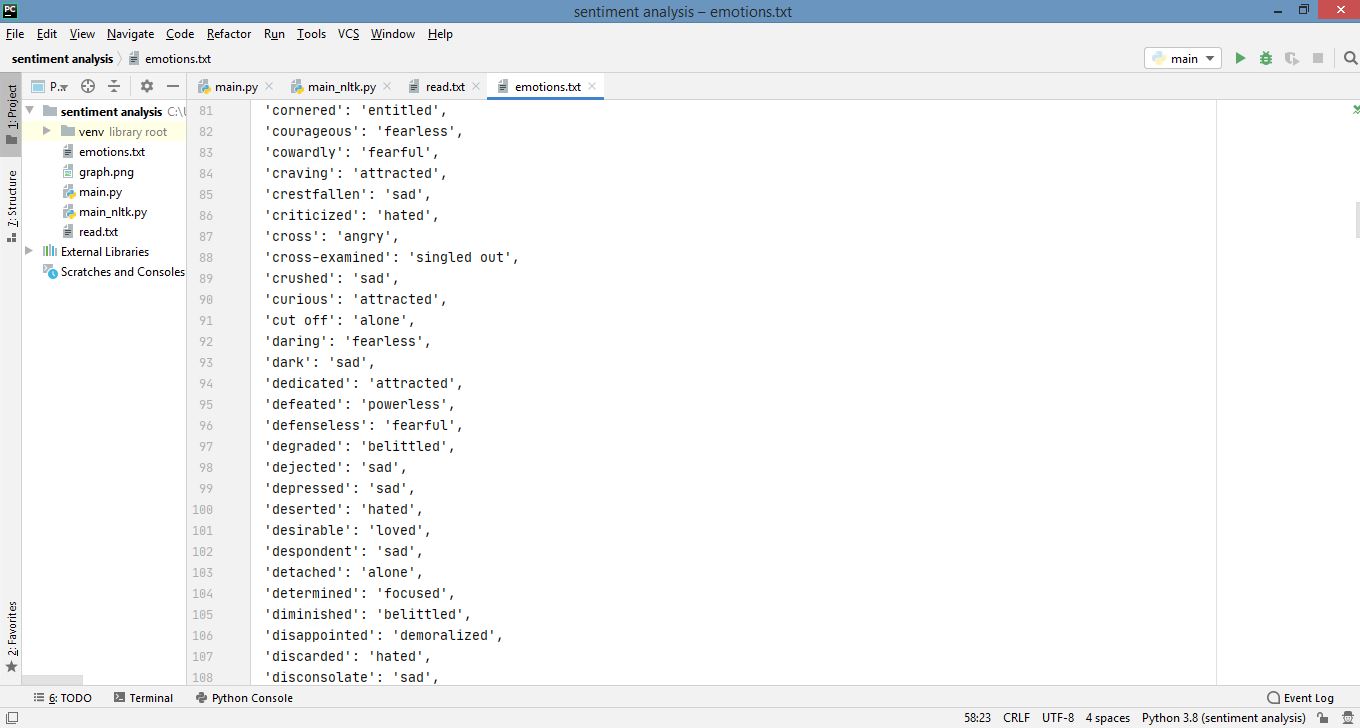 PC
sentiment analysis – emotions.txt
File Edit View Navigate Code Refactor Run Tools VCS Window Help
sentiment analysis emotions.txt
main
P..
main.py
main_nltk.py
read.txt
emotions.txt
1: Project
7: Structure
2: Favorites
sentiment analysis C:\
venv library root
emotions.txt
graph.png
main.py
main_nltk.py
read.txt
External Libraries
Scratches and Consoles
81 'cornered': 'entitled',
82 'courageous': 'fearless',
83 'cowardly': 'fearful',
84 'craving': 'attracted',
85 'crestfallen': 'sad',
86 'criticized': 'hated',
87 'cross': 'angry',
88 'cross-examined': 'singled out',
89 'crushed': 'sad',
90 'curious': 'attracted',
91 'cut off': 'alone',
92 'daring': 'fearless',
93 'dark': 'sad',
94 'dedicated': 'attracted',
95 'defeated': 'powerless',
96 'defenseless': 'fearful',
97 'degraded': 'belittled',
98 'dejected': 'sad',
99 'depressed': 'sad',
100 'deserted': 'hated',
101 'desirable': 'loved',
102 'despondent': 'sad',
103 'detached': 'alone',
104 'determined': 'focused',
105 'diminished': 'belittled',
106 'disappointed': 'demoralized',
107 'discarded': 'hated',
108 'disconsolate': 'sad',
6: TODO Terminal Python Console Event Log
58:23 CRLF UTF-8 4 spaces Python 3.8 (sentiment analysis)